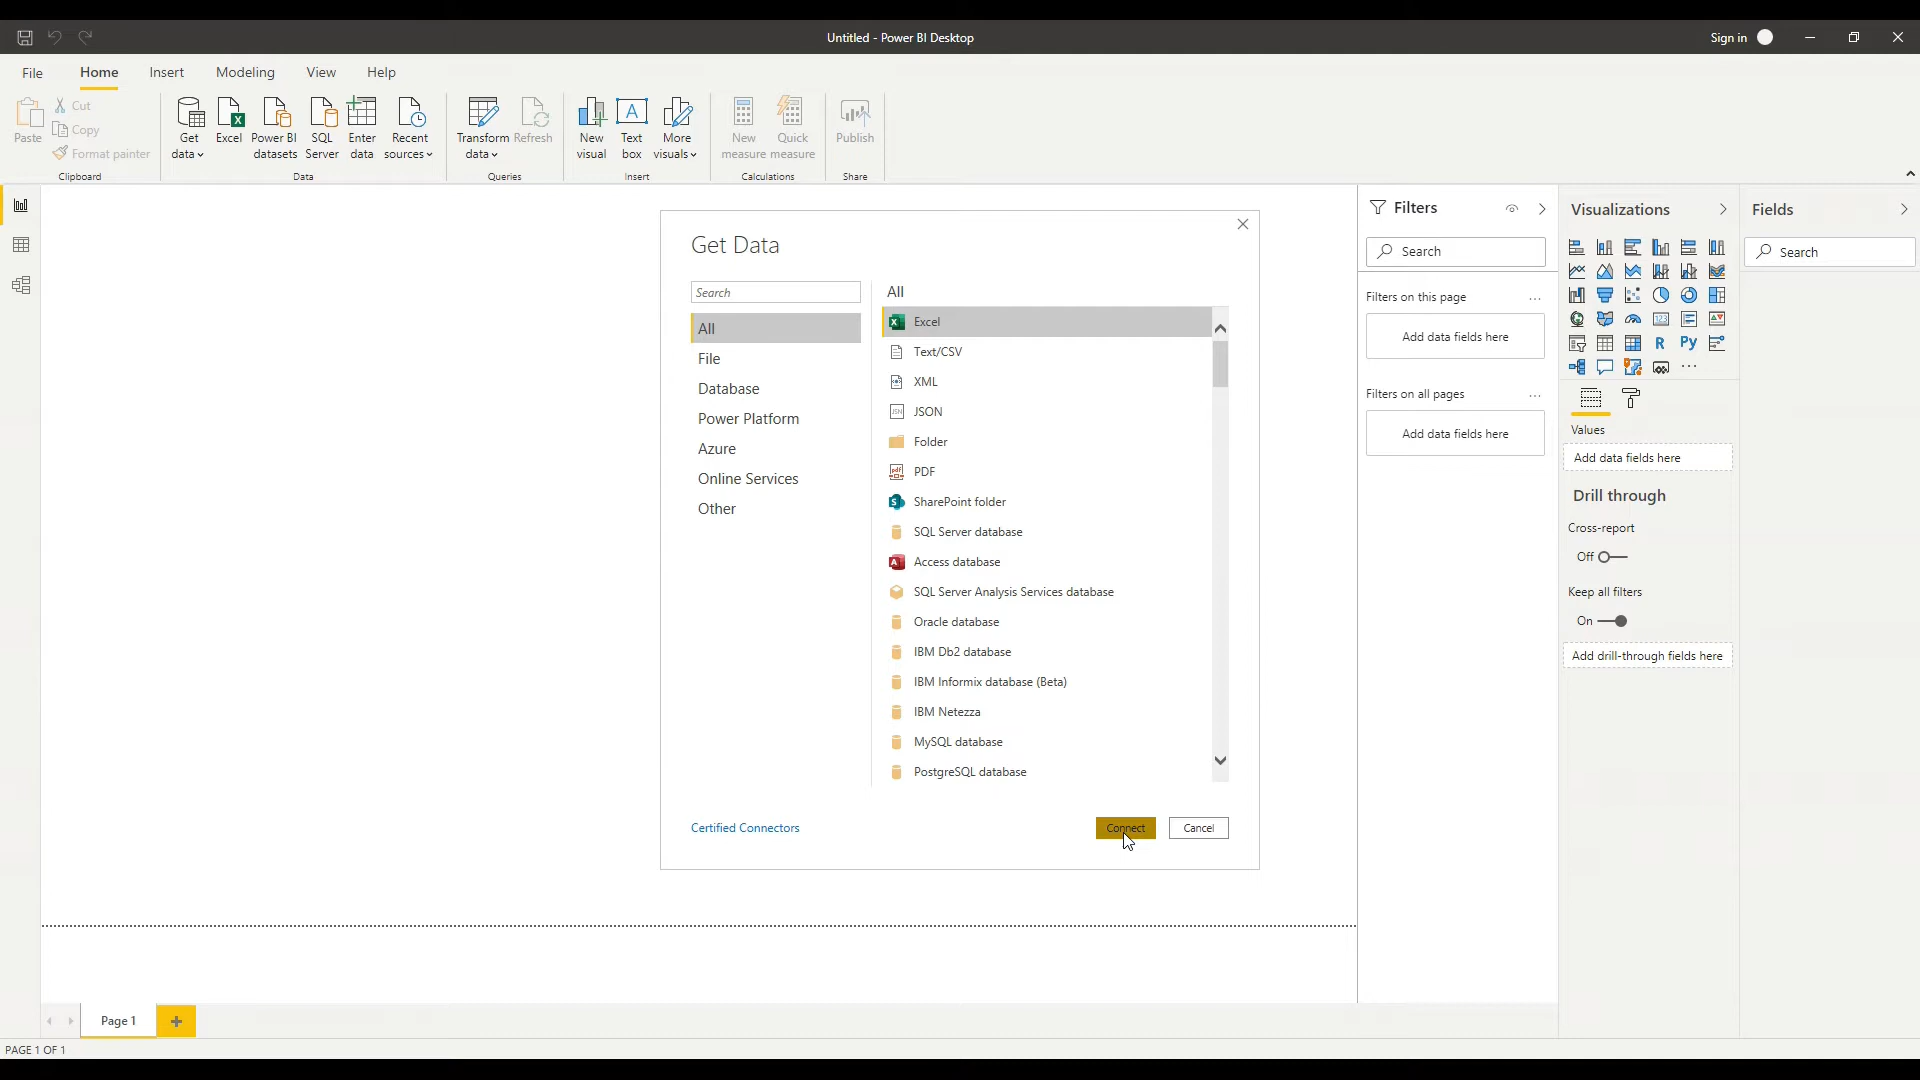 Untitled - Power BI Desktop
Sign in
File
Home
Insert
Modeling
View
Help
Paste
Cut
Copy
Format painter
Clipboard
Get
data
Excel
Power BI
datasets
SQL
Server
Enter
data
Recent
sources
Data
Transform
data
Refresh
Queries
New
visual
Text
box
More
visuals
Insert
New
measure
Quick
measure
Calculations
Publish
Share
Get Data
Search
All
File
Database
Power Platform
Azure
Online Services
Other
All
Excel
Text/CSV
XML
JSON
Folder
PDF
SharePoint folder
SQL Server database
Access database
SQL Server Analysis Services database
Oracle database
IBM Db2 database
IBM Informix database (Beta)
IBM Netezza
MySQL database
PostgreSQL database
Certified Connectors
Connect
Cancel
Filters
Search
Filters on this page
...
Add data fields here
Filters on all pages
...
Add data fields here
Visualizations
R
Py
...
Values
Add data fields here
Drill through
Cross-report
Off
Keep all filters
On
Add drill-through fields here
Fields
Search
Page 1
PAGE 1 OF 1